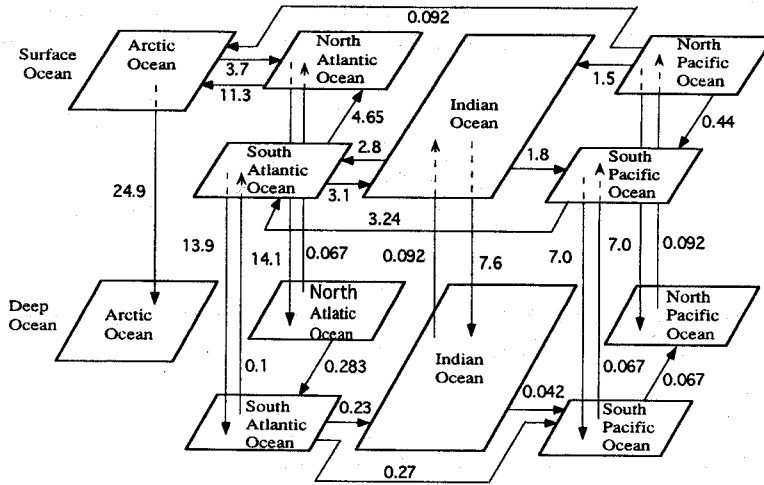 0.092
Surface
Ocean
Arctic
Ocean
North
Atlantic
Ocean
North
Pacific
Ocean
3.7
11.3
1.5
4.65
Indian
Ocean
0.44
2.8
1.8
South
Atlantic
Ocean
South
Pacific
Ocean
3.1
24.9
3.24
13.9
14.1
0.067
0.092
7.6
7.0
7.0
0.092
Deep
Ocean
Arctic
Ocean
North
Atlatic
Ocean
North
Pacific
Ocean
Indian
Ocean
0.1
0.283
0.067
0.067
0.042
South
Atlantic
Ocean
0.23
South
Pacific
Ocean
0.27